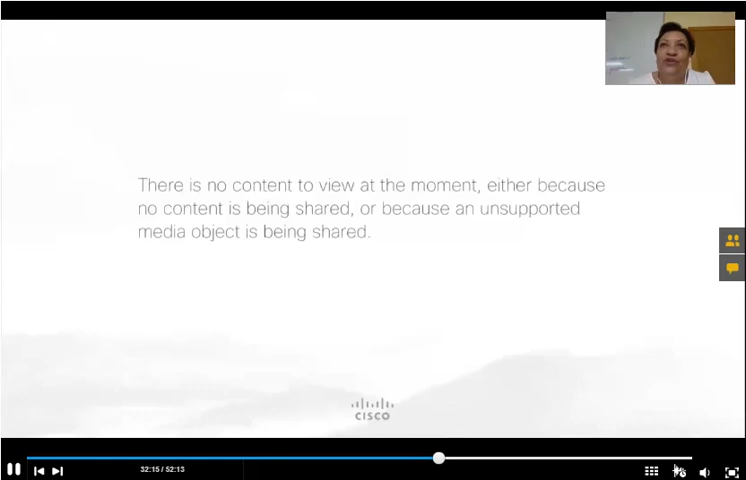 There is no content to view at the moment, either because
no content is being shared, or because an unsupported
media object is being shared.
CISCO
32:15 / 52:13